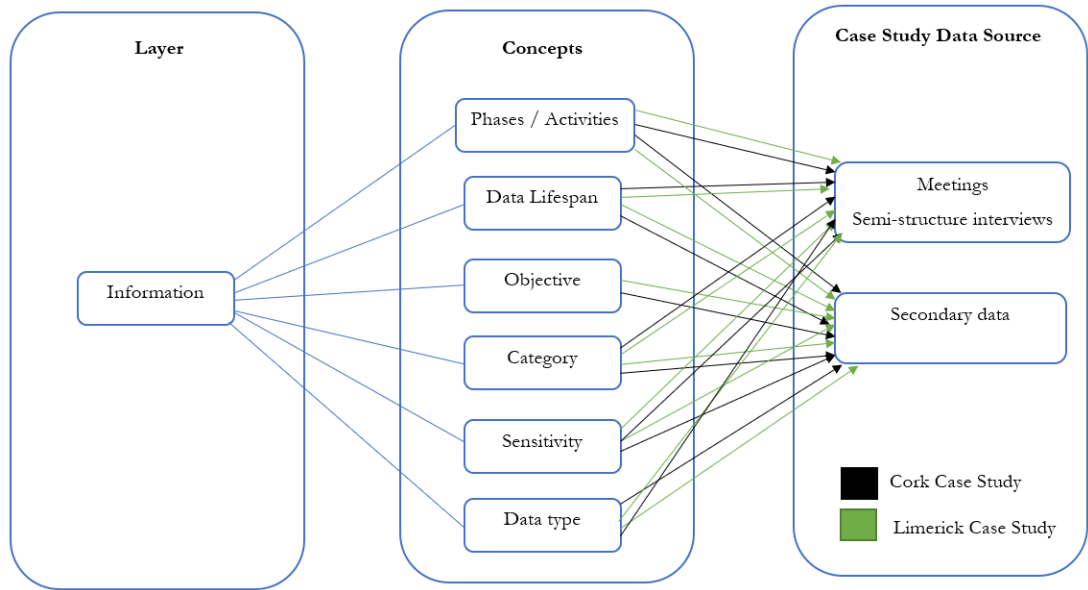 Layer
Information
Concepts
Phases / Activities
Data Lifespan
Objective
Category
Sensitivity
Data type
Case Study Data Source
Meetings
Semi-structure interviews
Secondary data
Cork Case Study
Limerick Case Study